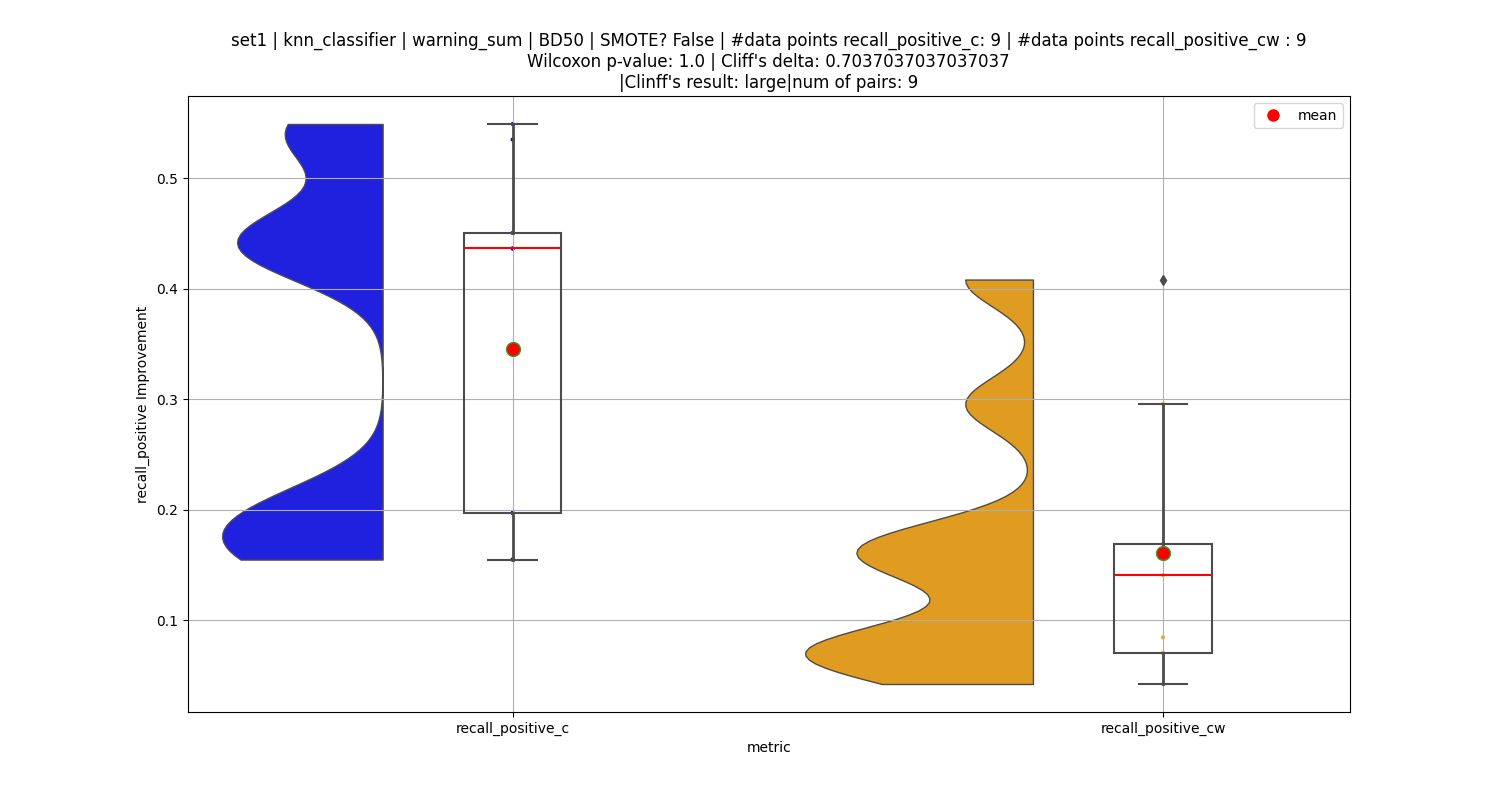 set1 | knn_classifier | warning_sum | BD50 | SMOTE? False | #data points recall_positive_c: 9 | #data points recall_positive_cw : 9
Wilcoxon p-value: 1.0 | Cliff's delta: 0.7037037037037037
|Clinff's result: large|num of pairs: 9
mean
0.5
0.4
0.3
0.2
0.1
recall_positive Improvement
recall_positive_c
recall_positive_cw
metric